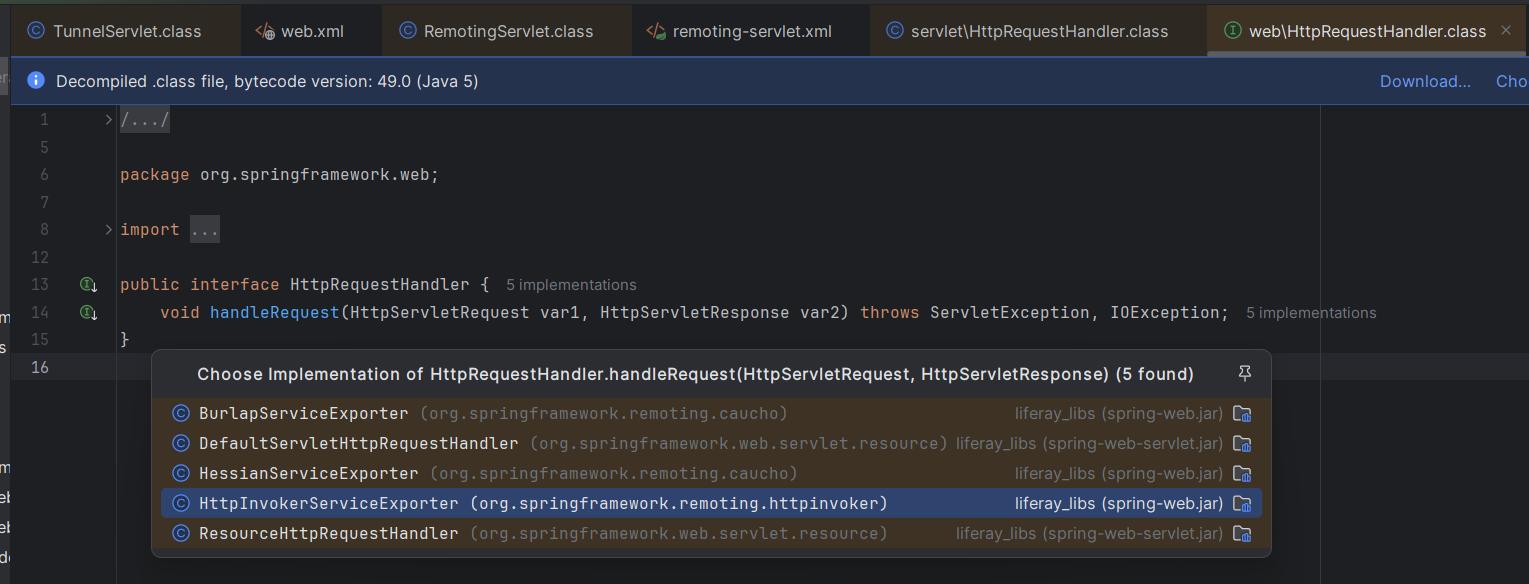 TunnelServlet.class web.xml RemotingServlet.class remoting-servlet.xml servlet\HttpRequestHandler.class web\HttpRequestHandler.class
Decompiled .class file, bytecode version: 49.0 (Java 5) Download... Cho
1 /.../
5
6 package org.springframework.web;
7
8 import ...
12
13 public interface HttpRequestHandler { 5 implementations
14 void handleRequest(HttpServletRequest var1, HttpServletResponse var2) throws ServletException, IOException; 5 implementations
15 }
16
Choose Implementation of HttpRequestHandler.handleRequest(HttpServletRequest, HttpServletResponse) (5 found)
BurlapServiceExporter (org.springframework.remoting.caucho) liferay_libs (spring-web.jar)
DefaultServletHttpRequestHandler (org.springframework.web.servlet.resource) liferay_libs (spring-web-servlet.jar)
HessianServiceExporter (org.springframework.remoting.caucho) liferay_libs (spring-web.jar)
HttpInvokerServiceExporter (org.springframework.remoting.httpinvoker) liferay_libs (spring-web.jar)
ResourceHttpRequestHandler (org.springframework.web.servlet.resource) liferay_libs (spring-web-servlet.jar)